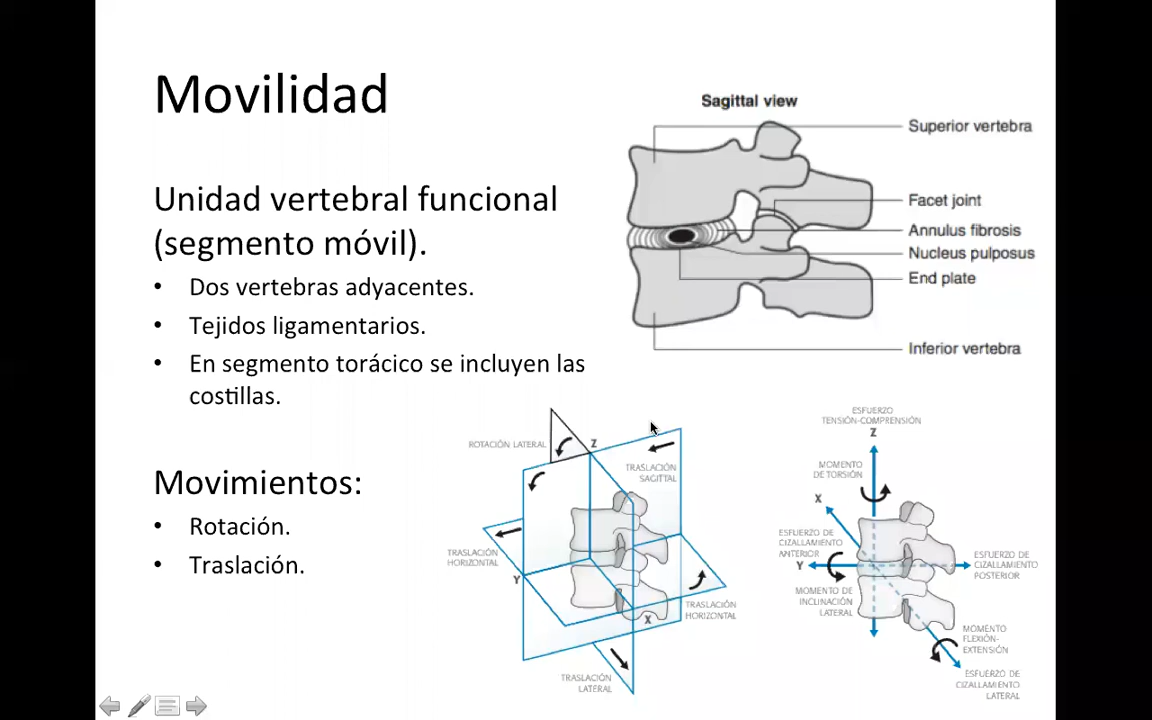 Movilidad
Unidad vertebral funcional
(segmento móvil).
• Dos vertebras adyacentes.
• Tejidos ligamentarios.
• En segmento torácico se incluyen las
costillas.
Movimientos:
• Rotación.
• Traslación.
Sagittal view
Superior vertebra
Facet joint
Annulus fibrosis
Nucleus pulposus
End plate
Inferior vertebra
ROTACIÓN LATERAL
Z
TRASLACIÓN
SAGITTAL
TRASLACIÓN
HORIZONTAL
Y
X
TRASLACIÓN
HORIZONTAL
TRASLACIÓN
LATERAL
ESFUERZO
TENSIÓN-COMPRENSIÓN
Z
MOMENTO
DE TORSIÓN
X
ESFUERZO DE
CIZALLAMIENTO
ANTERIOR
Y
ESFUERZO DE
CIZALLAMIENTO
POSTERIOR
MOMENTO DE
INCLINACIÓN
LATERAL
MOMENTO
FLEXIÓN-
EXTENSIÓN
ESFUERZO DE
CIZALLAMIENTO
LATERAL